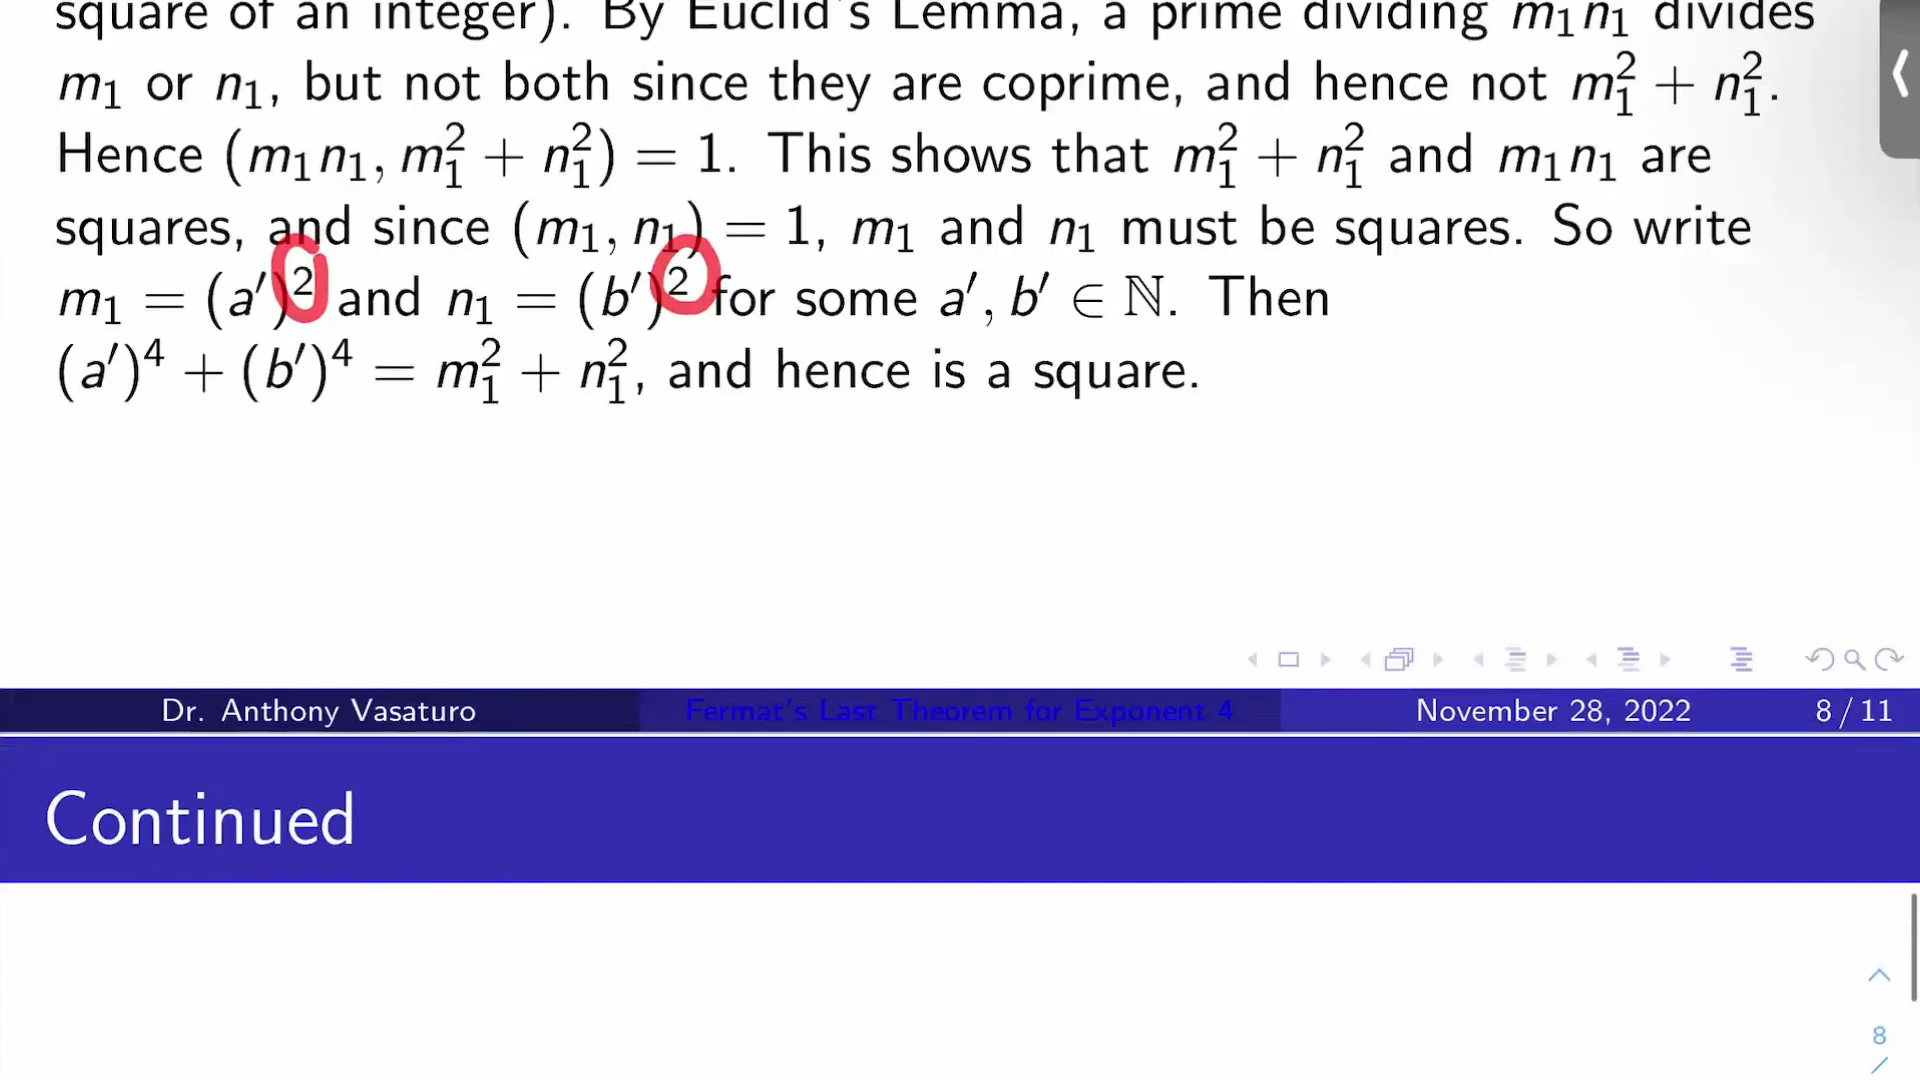 square of an integer). By Euclid's Lemma, a prime dividing m₁n₁ divides
m₁ or n₁, but not both since they are coprime, and hence not m₁² + n₁².
Hence (m₁n₁, m₁² + n₁²) = 1. This shows that m₁² + n₁² and m₁n₁ are
squares, and since (m₁, n₁) = 1, m₁ and n₁ must be squares. So write
m₁ = (a′)² and n₁ = (b′)² for some a′, b′ ∈ ℕ. Then
(a′)⁴ + (b′)⁴ = m₁² + n₁², and hence is a square.
Dr. Anthony Vasaturo Fermat's Last Theorem for Exponent 4 November 28, 2022 8 / 11
Continued
8
/